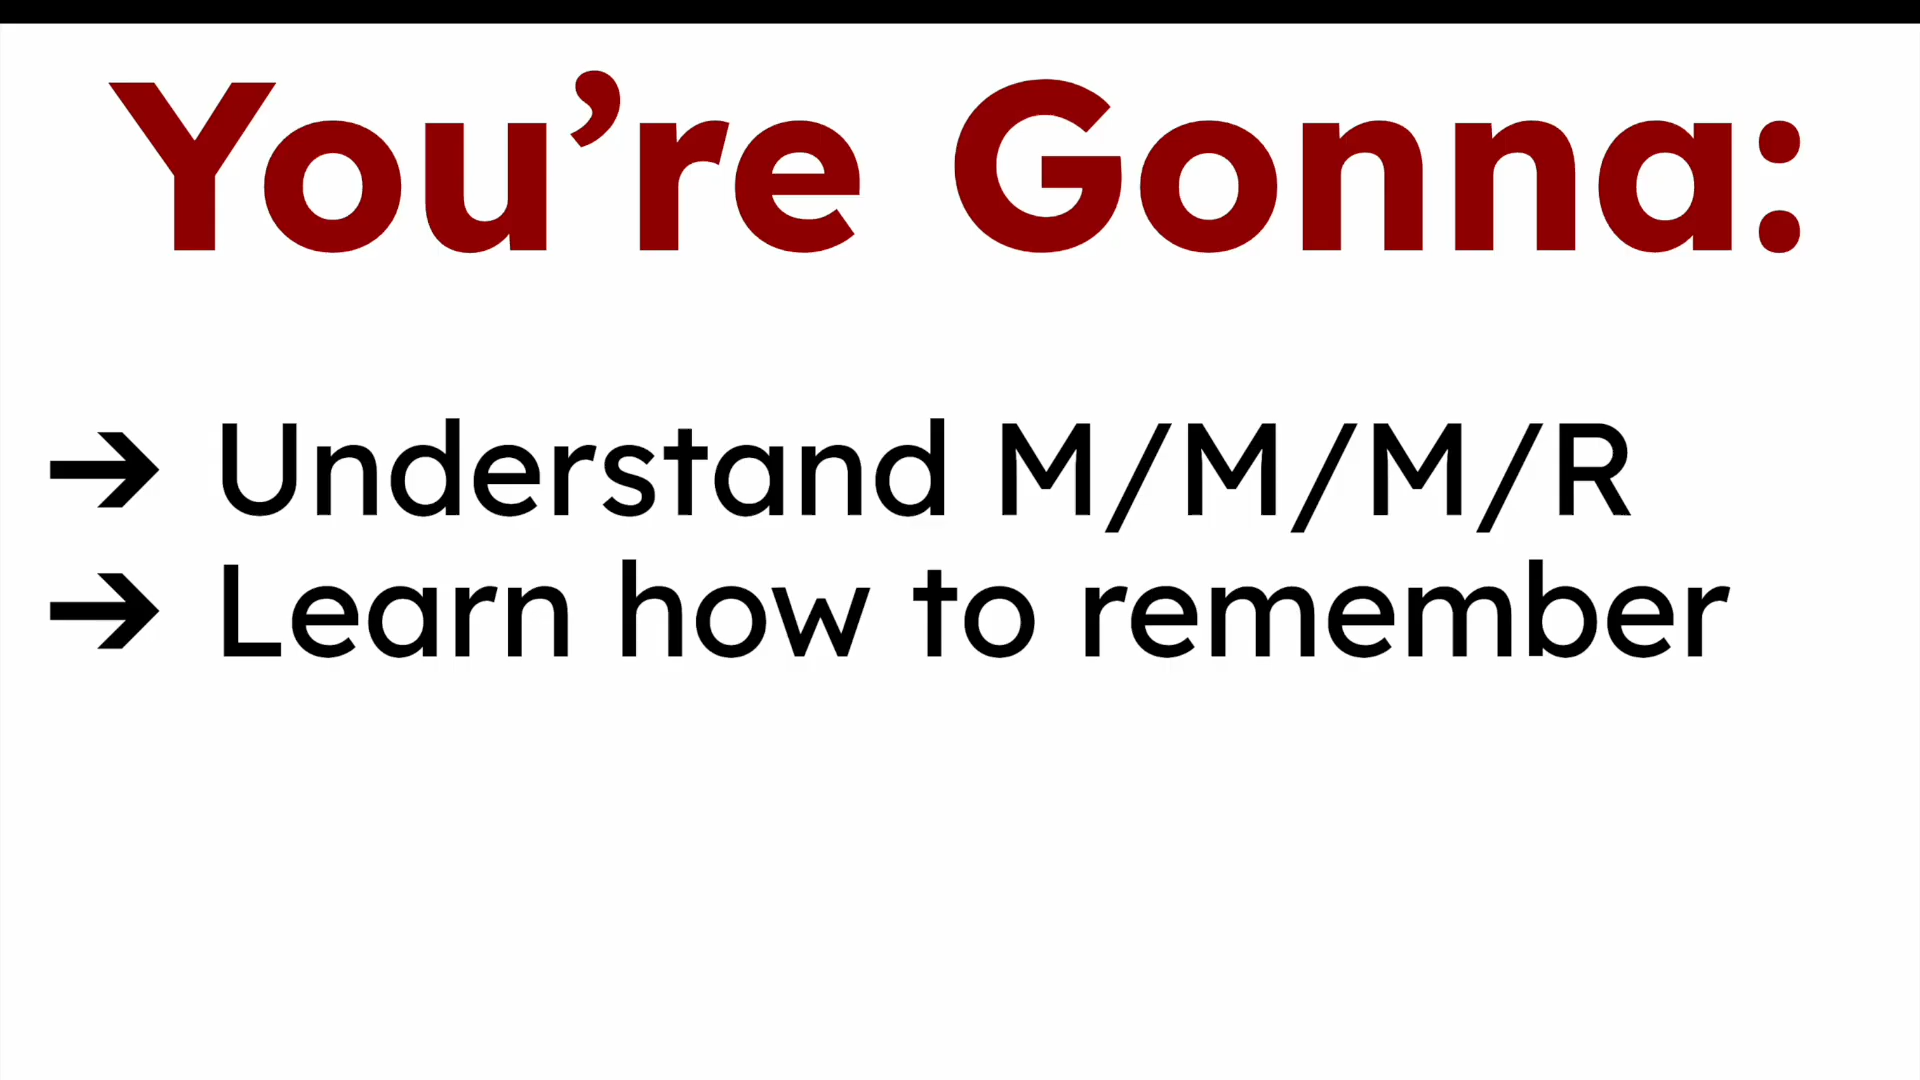 You’re Gonna:
➔ Understand M/M/M/R
➔ Learn how to remember